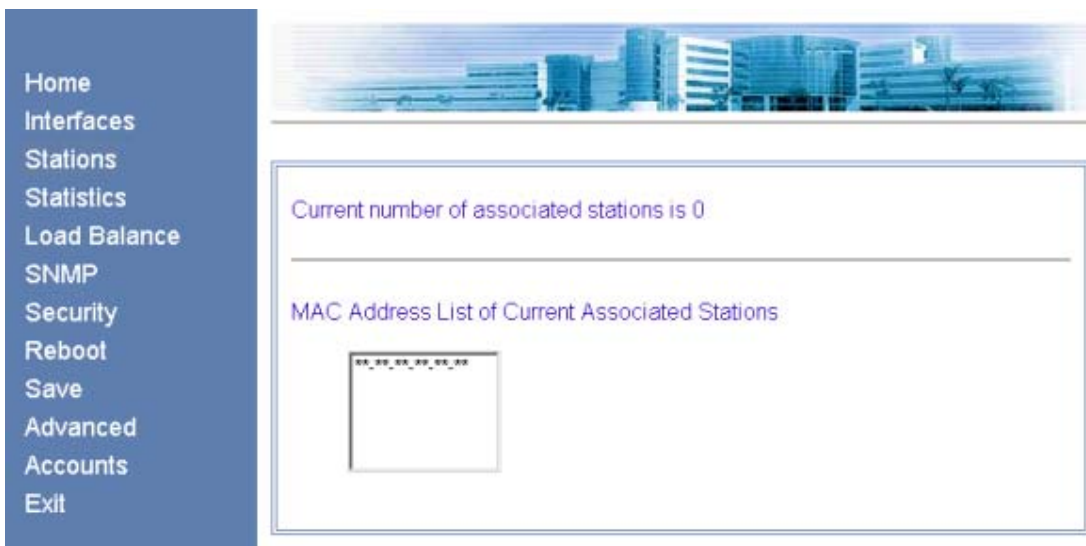 Home
Interfaces
Stations
Statistics
Load Balance
SNMP
Security
Reboot
Save
Advanced
Accounts
Exit
Current number of associated stations is 0
MAC Address List of Current Associated Stations
**_**_**_**_**_**